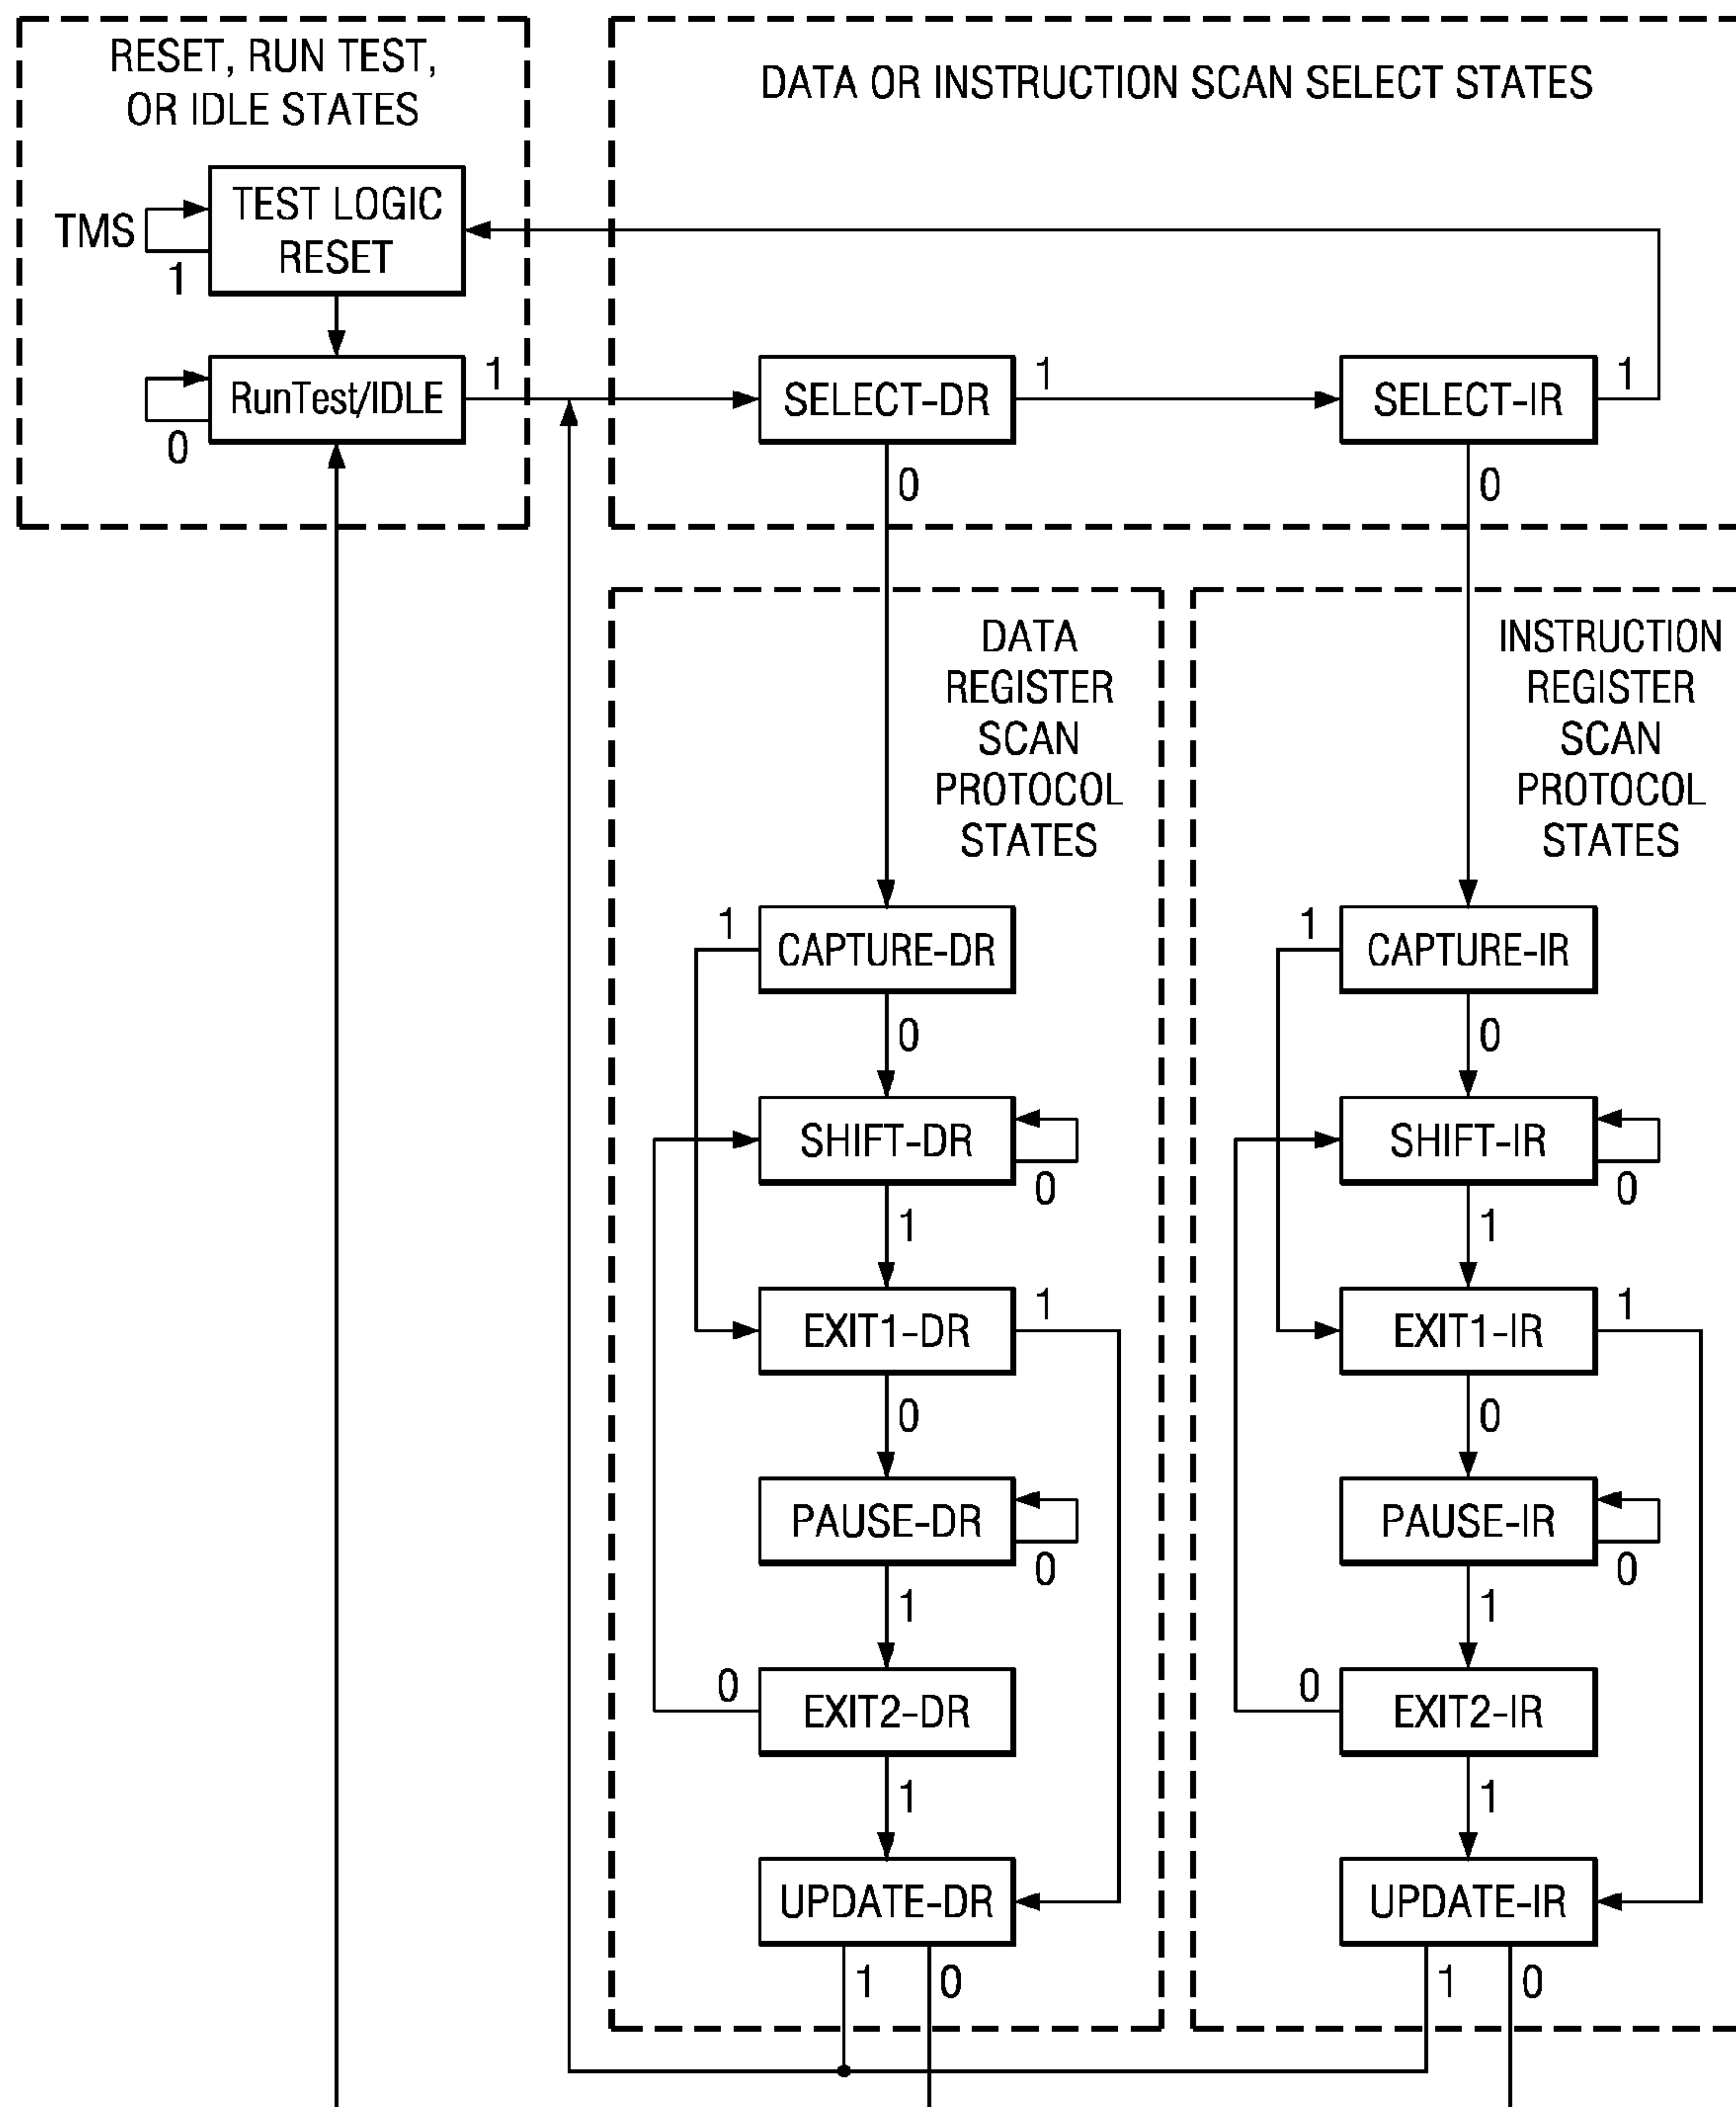 RESET, RUN TEST,
OR IDLE STATES
DATA OR INSTRUCTION SCAN SELECT STATES
TEST LOGIC
RESET
TMS
1
RunTest/IDLE
1
0
SELECT-DR
1
SELECT-IR
1
0
0
DATA
REGISTER
SCAN
PROTOCOL
STATES
INSTRUCTION
REGISTER
SCAN
PROTOCOL
STATES
1
CAPTURE-DR
0
SHIFT-DR
0
1
EXIT1-DR
1
0
PAUSE-DR
0
1
0
EXIT2-DR
1
UPDATE-DR
1
0
1
CAPTURE-IR
0
SHIFT-IR
0
1
EXIT1-IR
1
0
PAUSE-IR
0
1
0
EXIT2-IR
1
UPDATE-IR
1
0